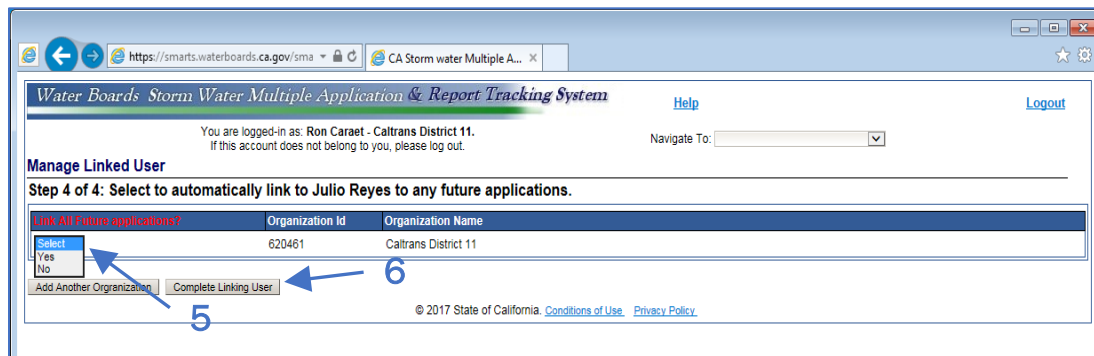 https://smarts.waterboards.ca.gov/sma
CA Storm water Multiple A...
Water Boards Storm Water Multiple Application & Report Tracking System
Help
Logout
You are logged-in as: Ron Caraet - Caltrans District 11.
If this account does not belong to you, please log out.
Navigate To:
Manage Linked User
Step 4 of 4: Select to automatically link to Julio Reyes to any future applications.
Link All Future applications? Organization Id Organization Name
Select 620461 Caltrans District 11
Yes
No
Add Another Orgranization Complete Linking User
6
5
© 2017 State of California. Conditions of Use Privacy Policy